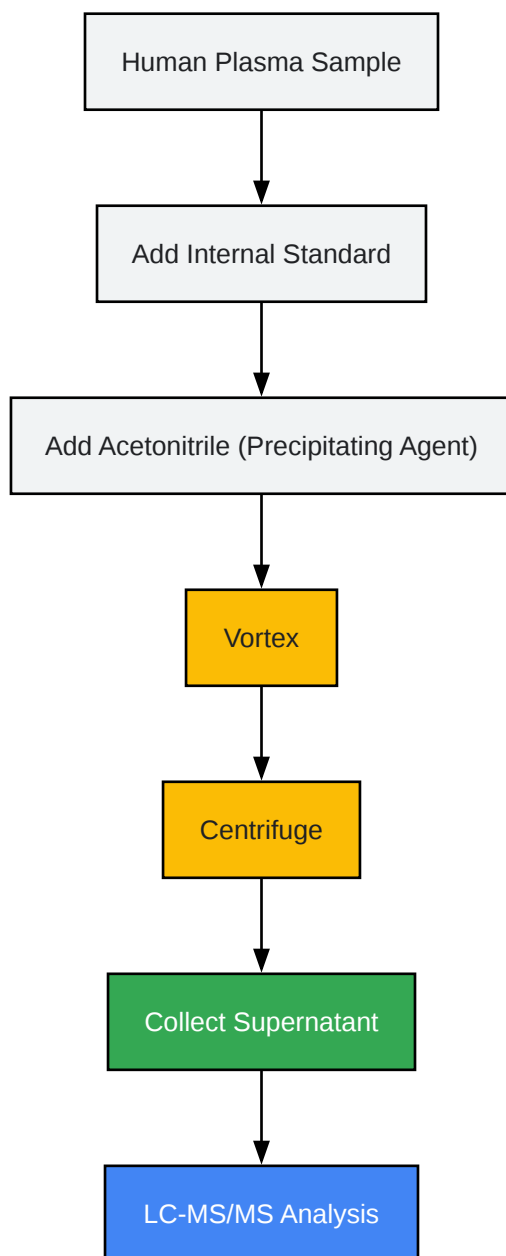 Human Plasma Sample
Add Internal Standard
Add Acetonitrile (Precipitating Agent)
Vortex
Centrifuge
Collect Supernatant
LC-MS/MS Analysis